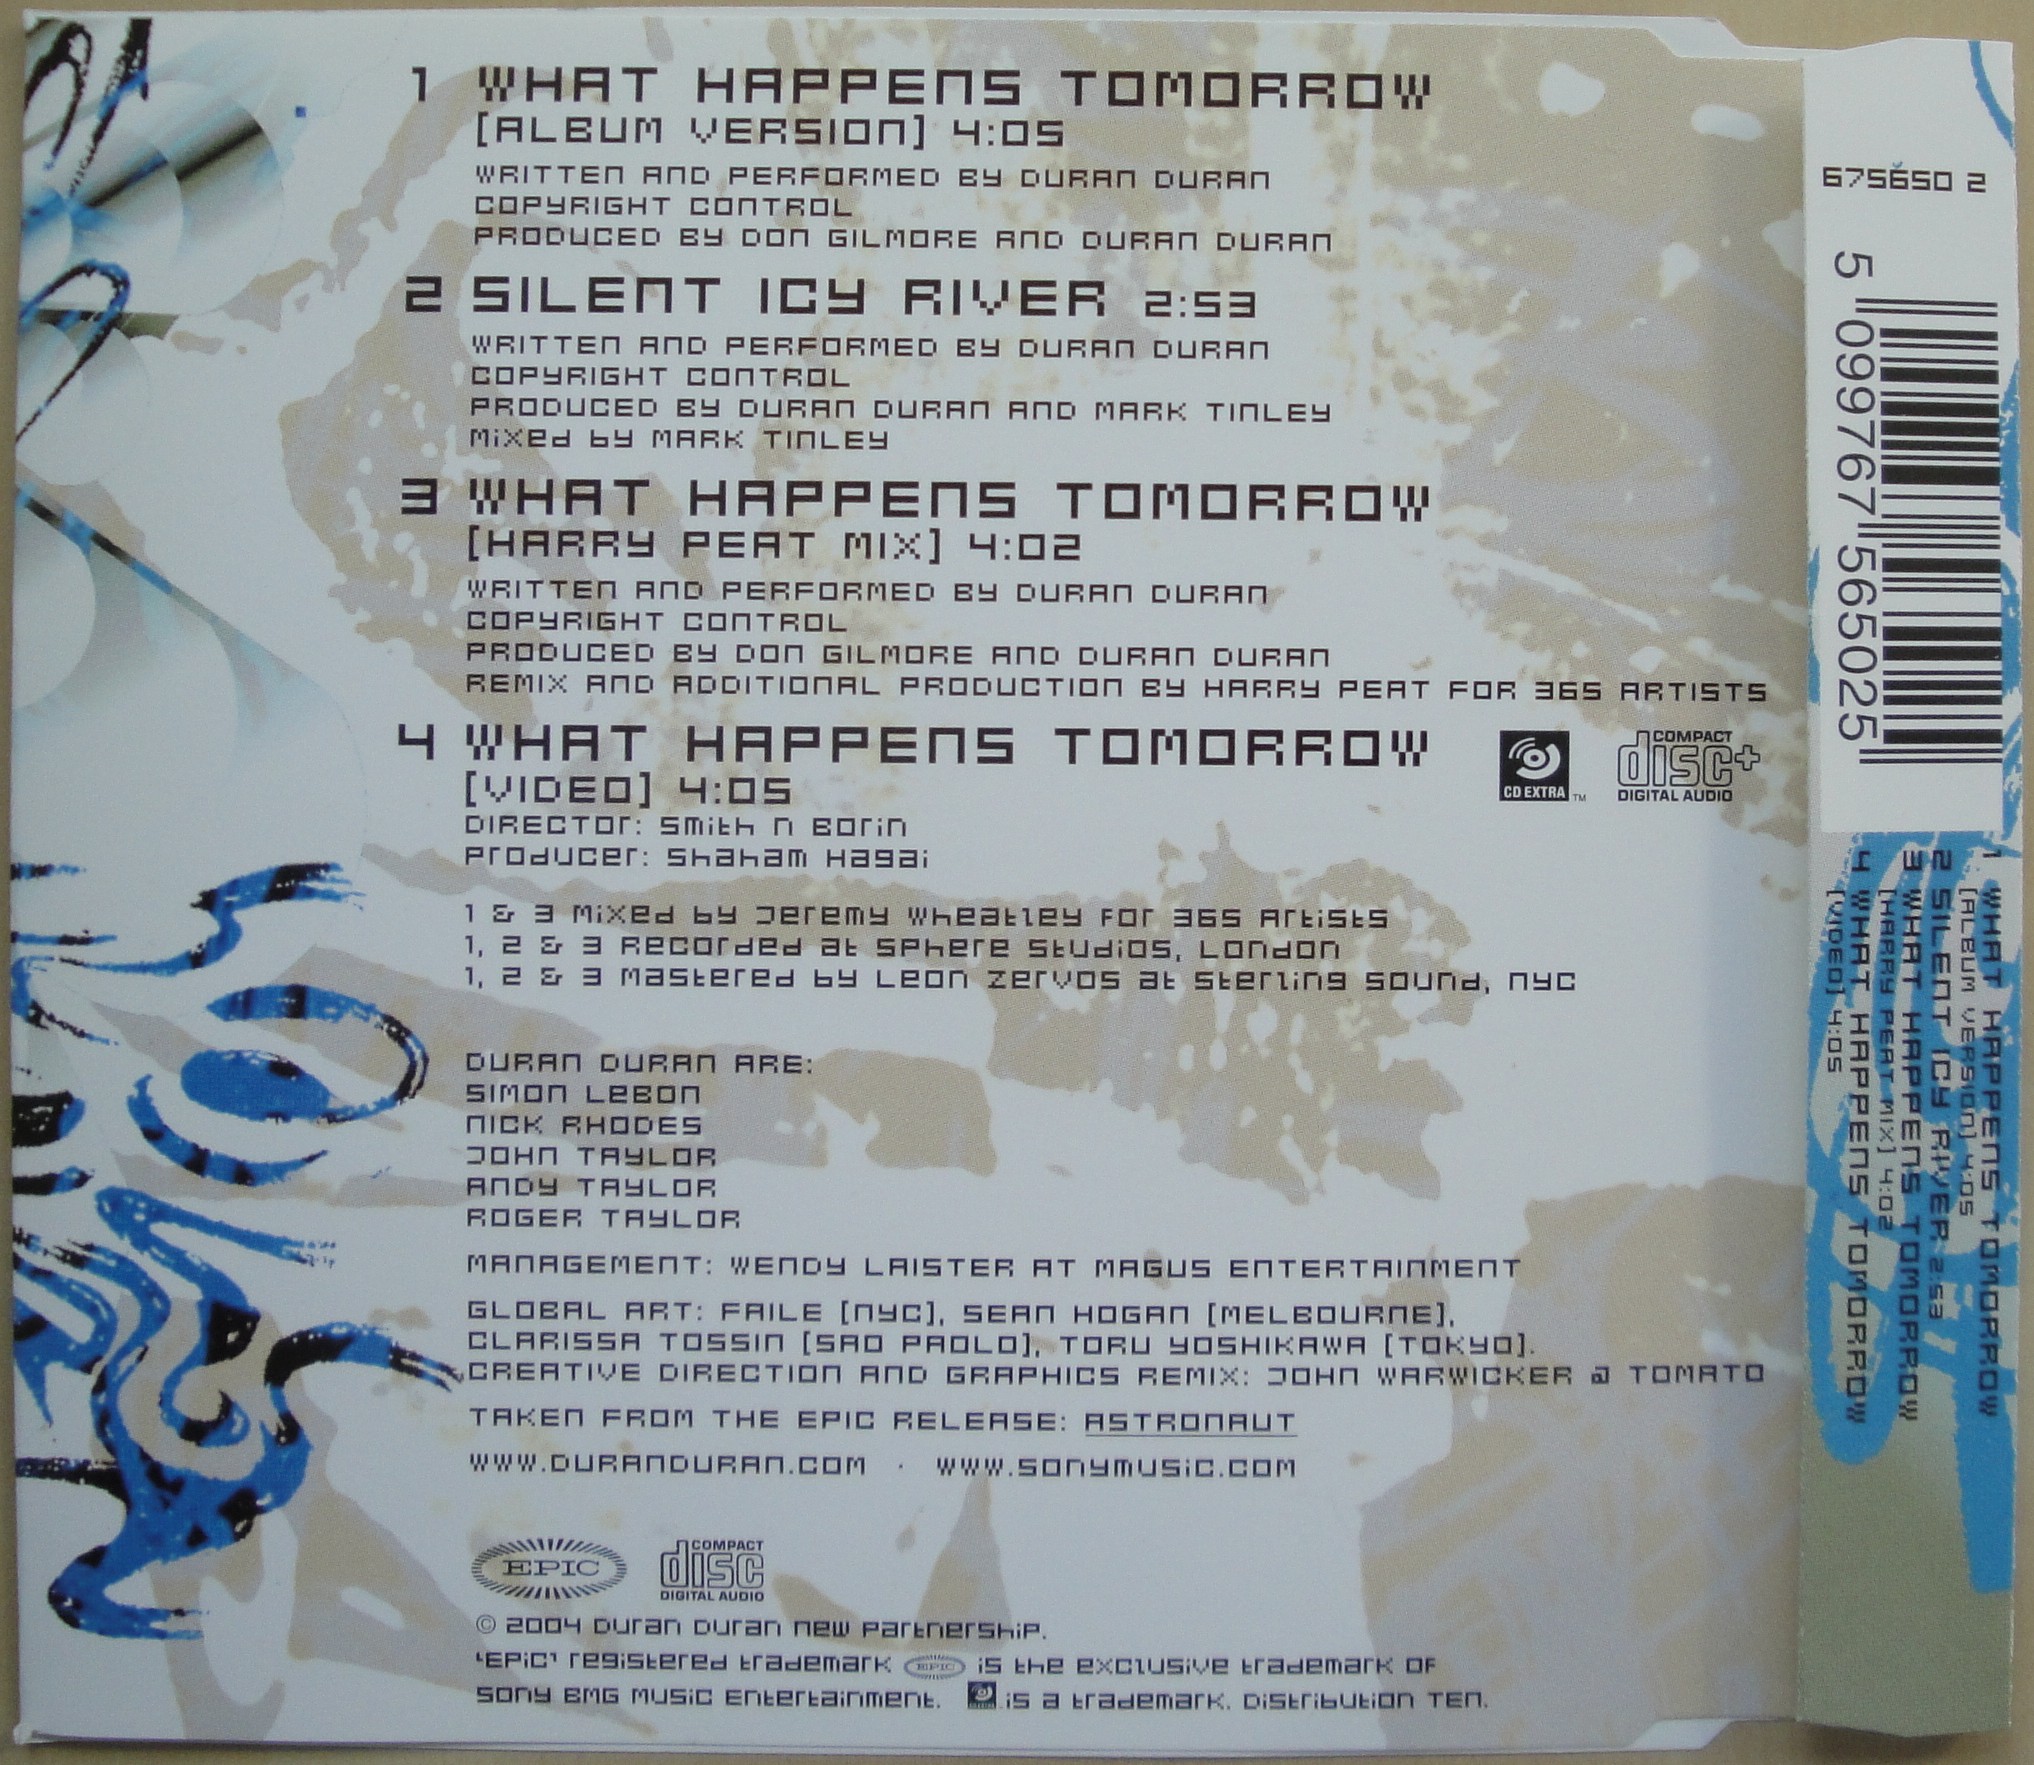 1 WHAT HAPPENS TOMORROW
[ALBUM VERSION] 4:05
WRITTEN AND PERFORMED BY DURAN DURAN
COPYRIGHT CONTROL
PRODUCED BY DON GILMORE AND DURAN DURAN
2 SILENT ICY RIVER 2:53
WRITTEN AND PERFORMED BY DURAN DURAN
COPYRIGHT CONTROL
PRODUCED BY DURAN DURAN AND MARK TINLEY
Mixed by MARK TINLEY
3 WHAT HAPPENS TOMORROW
[HARRY PEAT MIX] 4:02
WRITTEN AND PERFORMED BY DURAN DURAN
COPYRIGHT CONTROL
PRODUCED BY DON GILMORE AND DURAN DURAN
REMIX AND ADDITIONAL PRODUCTION BY HARRY PEAT FOR 365 ARTISTS
4 WHAT HAPPENS TOMORROW
[VIDEO] 4:05
DIRECTOr: Smith n Borin
Producer: Shaham Hagai
CD EXTRA TM
COMPACT
disc+
DIGITAL AUDIO
1 & 3 Mixed by Jeremy Wheatley For 365 Artists
1, 2 & 3 Recorded at Sphere Studios, London
1, 2 & 3 Mastered by Leon Zervos at Sterling Sound, NYC
DURAN DURAN ARE:
SIMON LEBON
NICK RHODES
JOHN TAYLOR
ANDY TAYLOR
ROGER TAYLOR
MANAGEMENT: WENDY LAISTER AT MAGUS ENTERTAINMENT
GLOBAL ART: FAILE [NYC], SEAN HOGAN [MELBOURNE],
CLARISSA TOSSIN [SAO PAOLO], TORU YOSHIKAWA [TOKYO].
CREATIVE DIRECTION AND GRAPHICS REMIX: JOHN WARWICKER @ TOMATO
TAKEN FROM THE EPIC RELEASE: ASTRONAUT
WWW.DURANDURAN.COM · WWW.SONYMUSiC.COM
EPIC
COMPACT
disc
DIGITAL AUDIO
© 2004 Duran Duran New Partnership.
'EPiC' registered trademark EPIC is the exclusive trademark OF
Sony BMG Music Entertainment. is a trademark. Distribution TEN.
675650 2
5 099767 565025
1 WHAT HAPPENS TOMORROW
[ALBUM VERSION] 4:05
2 SILENT ICY RIVER 2:53
3 WHAT HAPPENS TOMORROW
[HARRY PEAT MIX] 4:02
4 WHAT HAPPENS TOMORROW
[VIDEO] 4:05